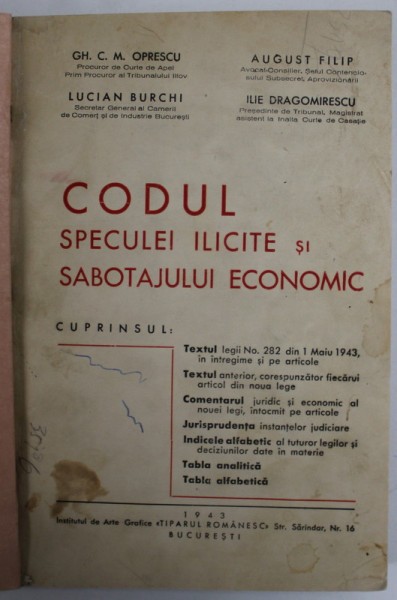 GH. C. M. OPRESCU
Procuror de Curte de Apel
Prim Procuror al Tribunalului Ilfov
LUCIAN BURCHI
Secretar General al Camerii
de Comerț și de Industrie București
AUGUST FILIP
Avocat-Consilier, Șeful Contenciosului Subsecret. Aprovizionării
ILIE DRAGOMIRESCU
Președinte de Tribunal, Magistrat
asistent la Inalta Curte de Casație
CODUL
SPECULEI ILICITE și
SABOTAJULUI ECONOMIC
CUPRINSUL:
Textul legii No. 282 din 1 Maiu 1943,
în întregime și pe articole
Textul anterior, corespunzător fiecărui
articol din noua lege
Comentarul juridic și economic al
nouei legi, întocmit pe articole
Jurisprudența instanțelor judiciare
Indicele alfabetic al tuturor legilor și
deciziunilor date în materie
Tabla analitică
Tabla alfabetică
1943
Institutul de Arte Grafice «TIPARUL ROMÂNESC» Str. Sărindar, Nr. 16
BUCUREȘTI